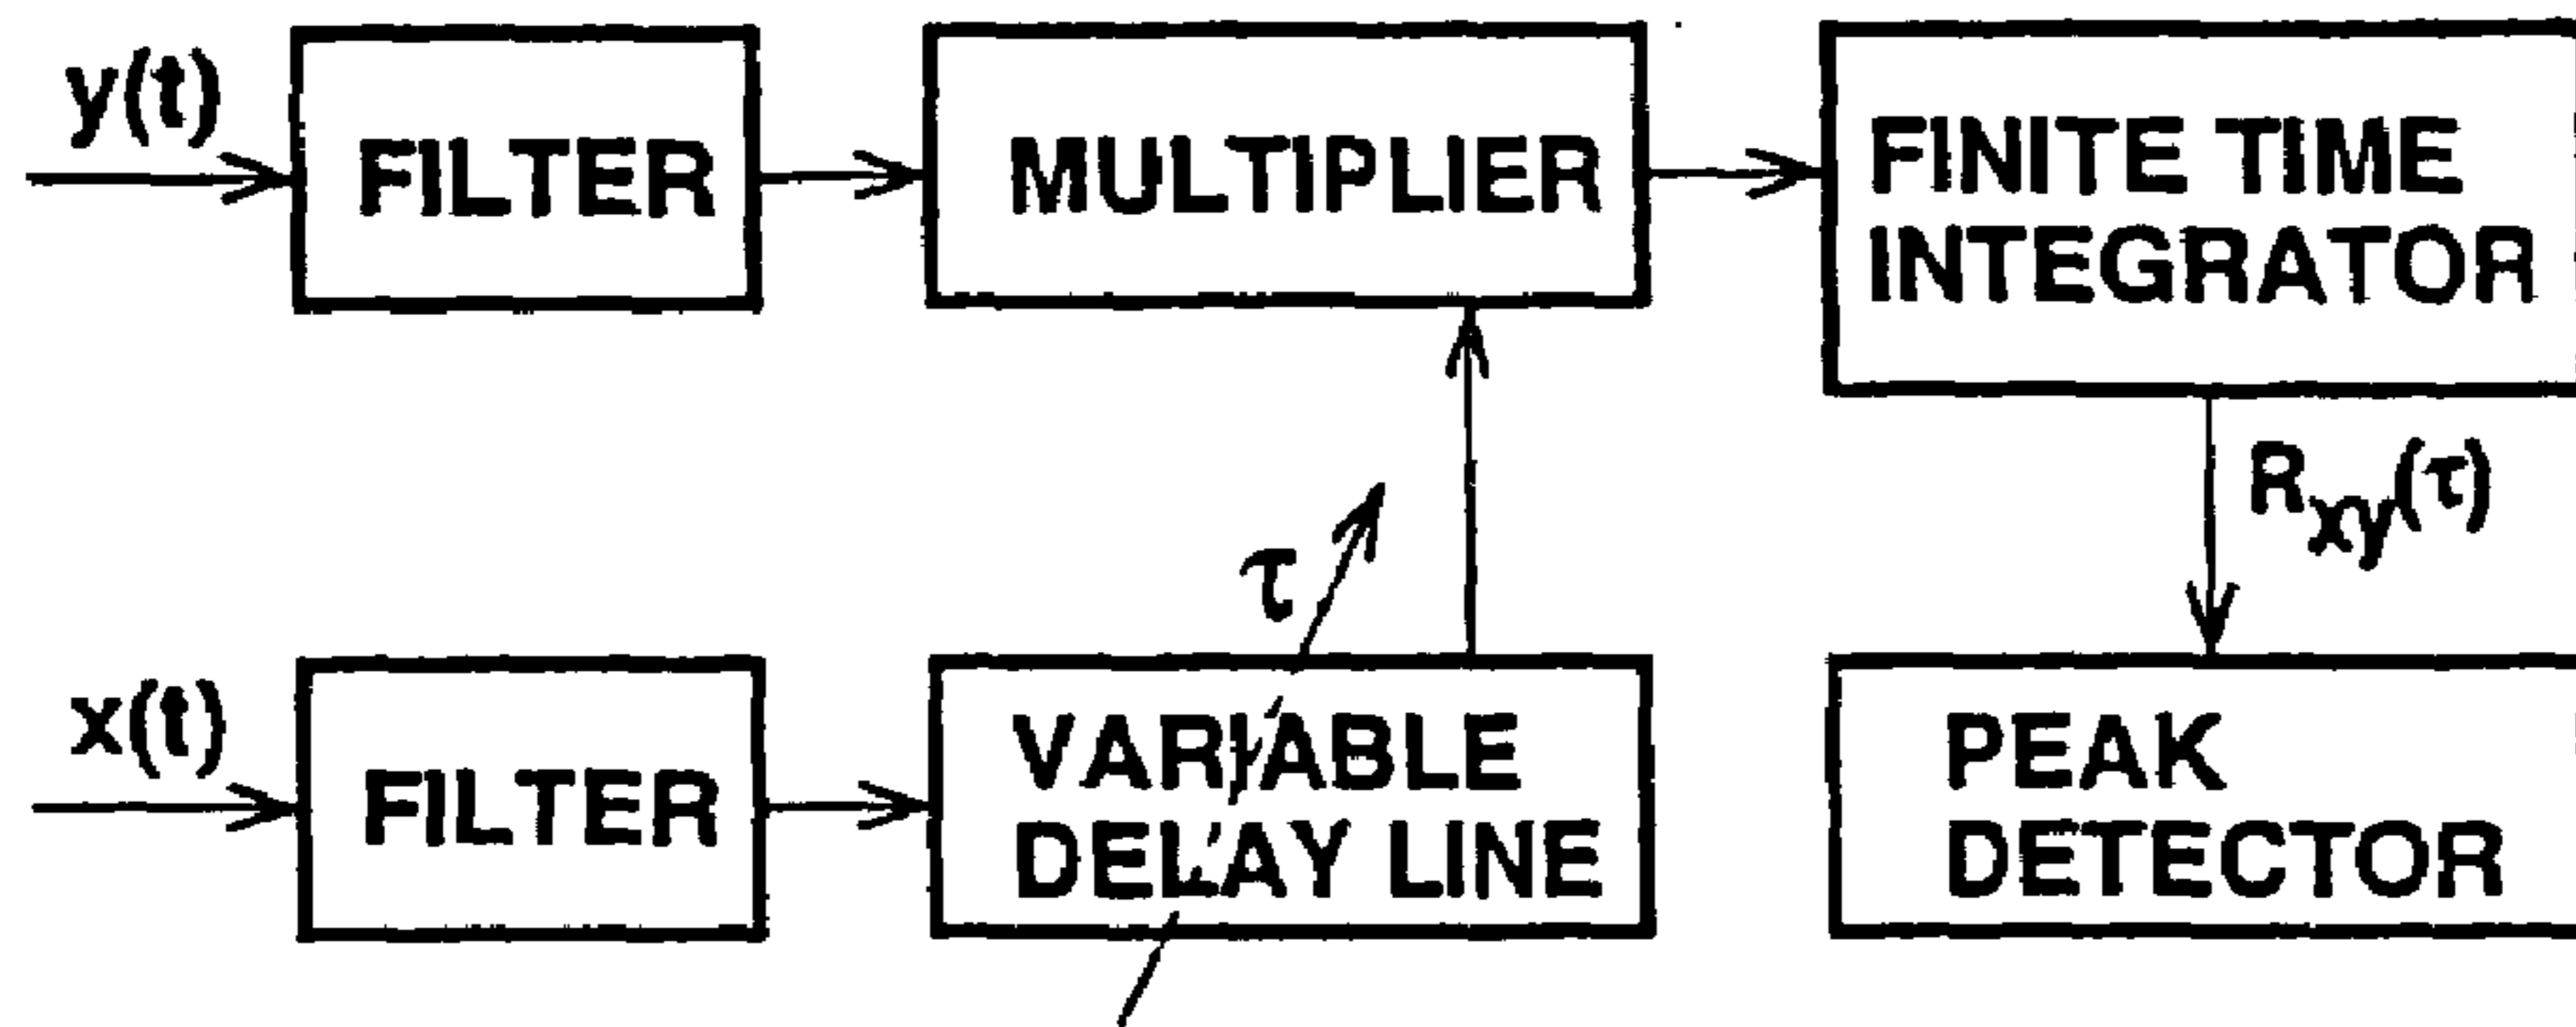 y(t)
FILTER
MULTIPLIER
FINITE TIME
INTEGRATOR
R_xy(τ)
τ
x(t)
FILTER
VARIABLE
DELAY LINE
PEAK
DETECTOR